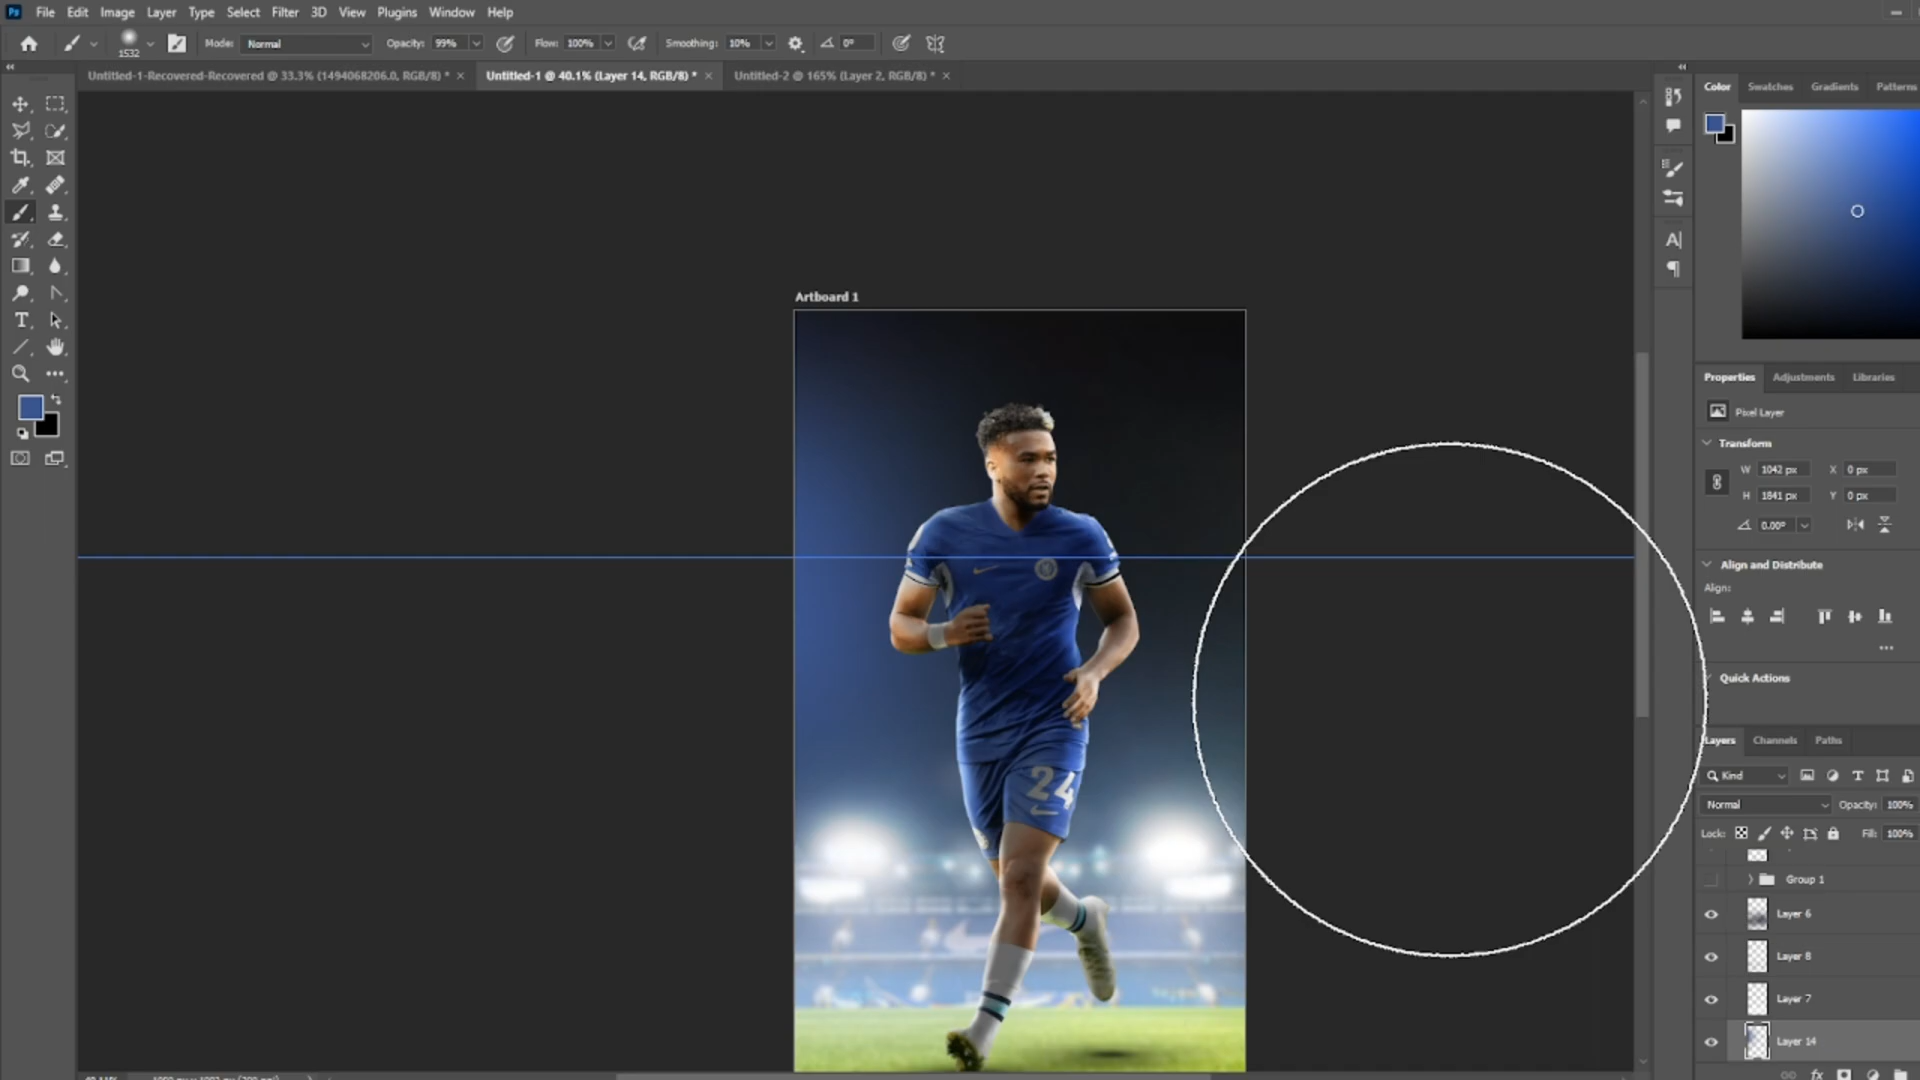 Ps File Edit Image Layer Type Select Filter 3D View Plugins Window Help
1532 Mode: Normal Opacity: 99% Flow: 100% Smoothing: 10% 0°
Untitled-1-Recovered-Recovered @ 33.3% (1494068206.0, RGB/8) * × Untitled-1 @ 40.1% (Layer 14, RGB/8) * × Untitled-2 @ 165% (Layer 2, RGB/8) * ×
Color Swatches Gradients Patterns
Artboard 1
24
Properties Adjustments Libraries
Pixel Layer
Transform
W 1042 px X 0 px
H 1841 px Y 0 px
0.00°
Align and Distribute
Align:
Quick Actions
Layers Channels Paths
Kind
Normal Opacity: 100%
Lock: Fill: 100%
Group 1
Layer 6
Layer 8
Layer 7
Layer 14
fx